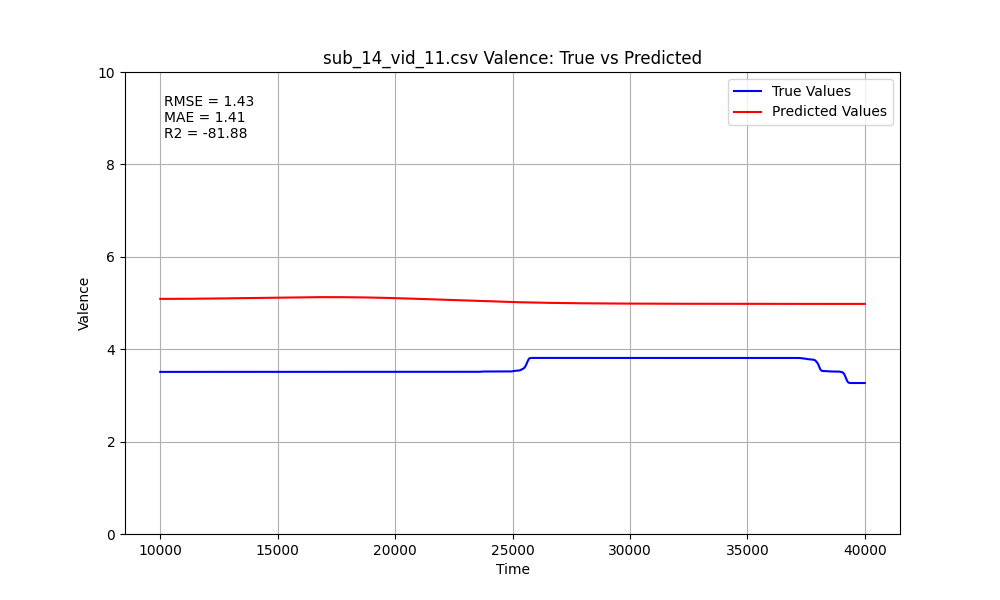 sub_14_vid_11.csv Valence: True vs Predicted
RMSE = 1.43
MAE = 1.41
R2 = -81.88
True Values
Predicted Values
Valence
10
8
6
4
2
0
10000 15000 20000 25000 30000 35000 40000
Time